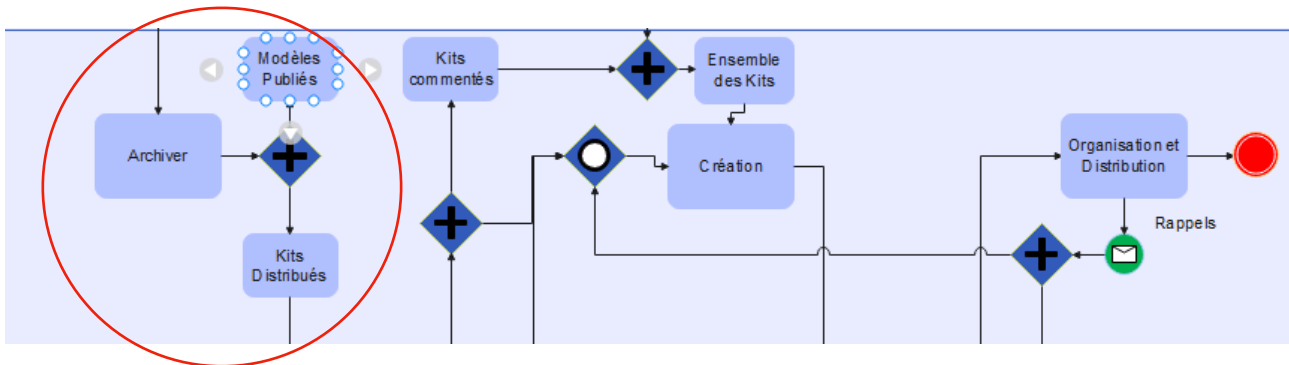 Modèles
Publiés
Archiver
Kits
Distribués
Kits
commentés
Ensemble
des Kits
Création
Organisation et
Distribution
Rappels